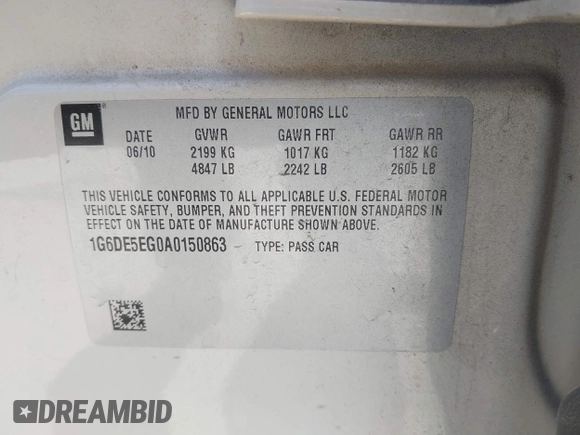 GM
MFD BY GENERAL MOTORS LLC
DATE GVWR GAWR FRT GAWR RR
06/10 2199 KG 1017 KG 1182 KG
4847 LB 2242 LB 2605 LB
THIS VEHICLE CONFORMS TO ALL APPLICABLE U.S. FEDERAL MOTOR
VEHICLE SAFETY, BUMPER, AND THEFT PREVENTION STANDARDS IN
EFFECT ON THE DATE OF MANUFACTURE SHOWN ABOVE.
1G6DE5EG0A0150863 TYPE: PASS CAR
DREAMBID